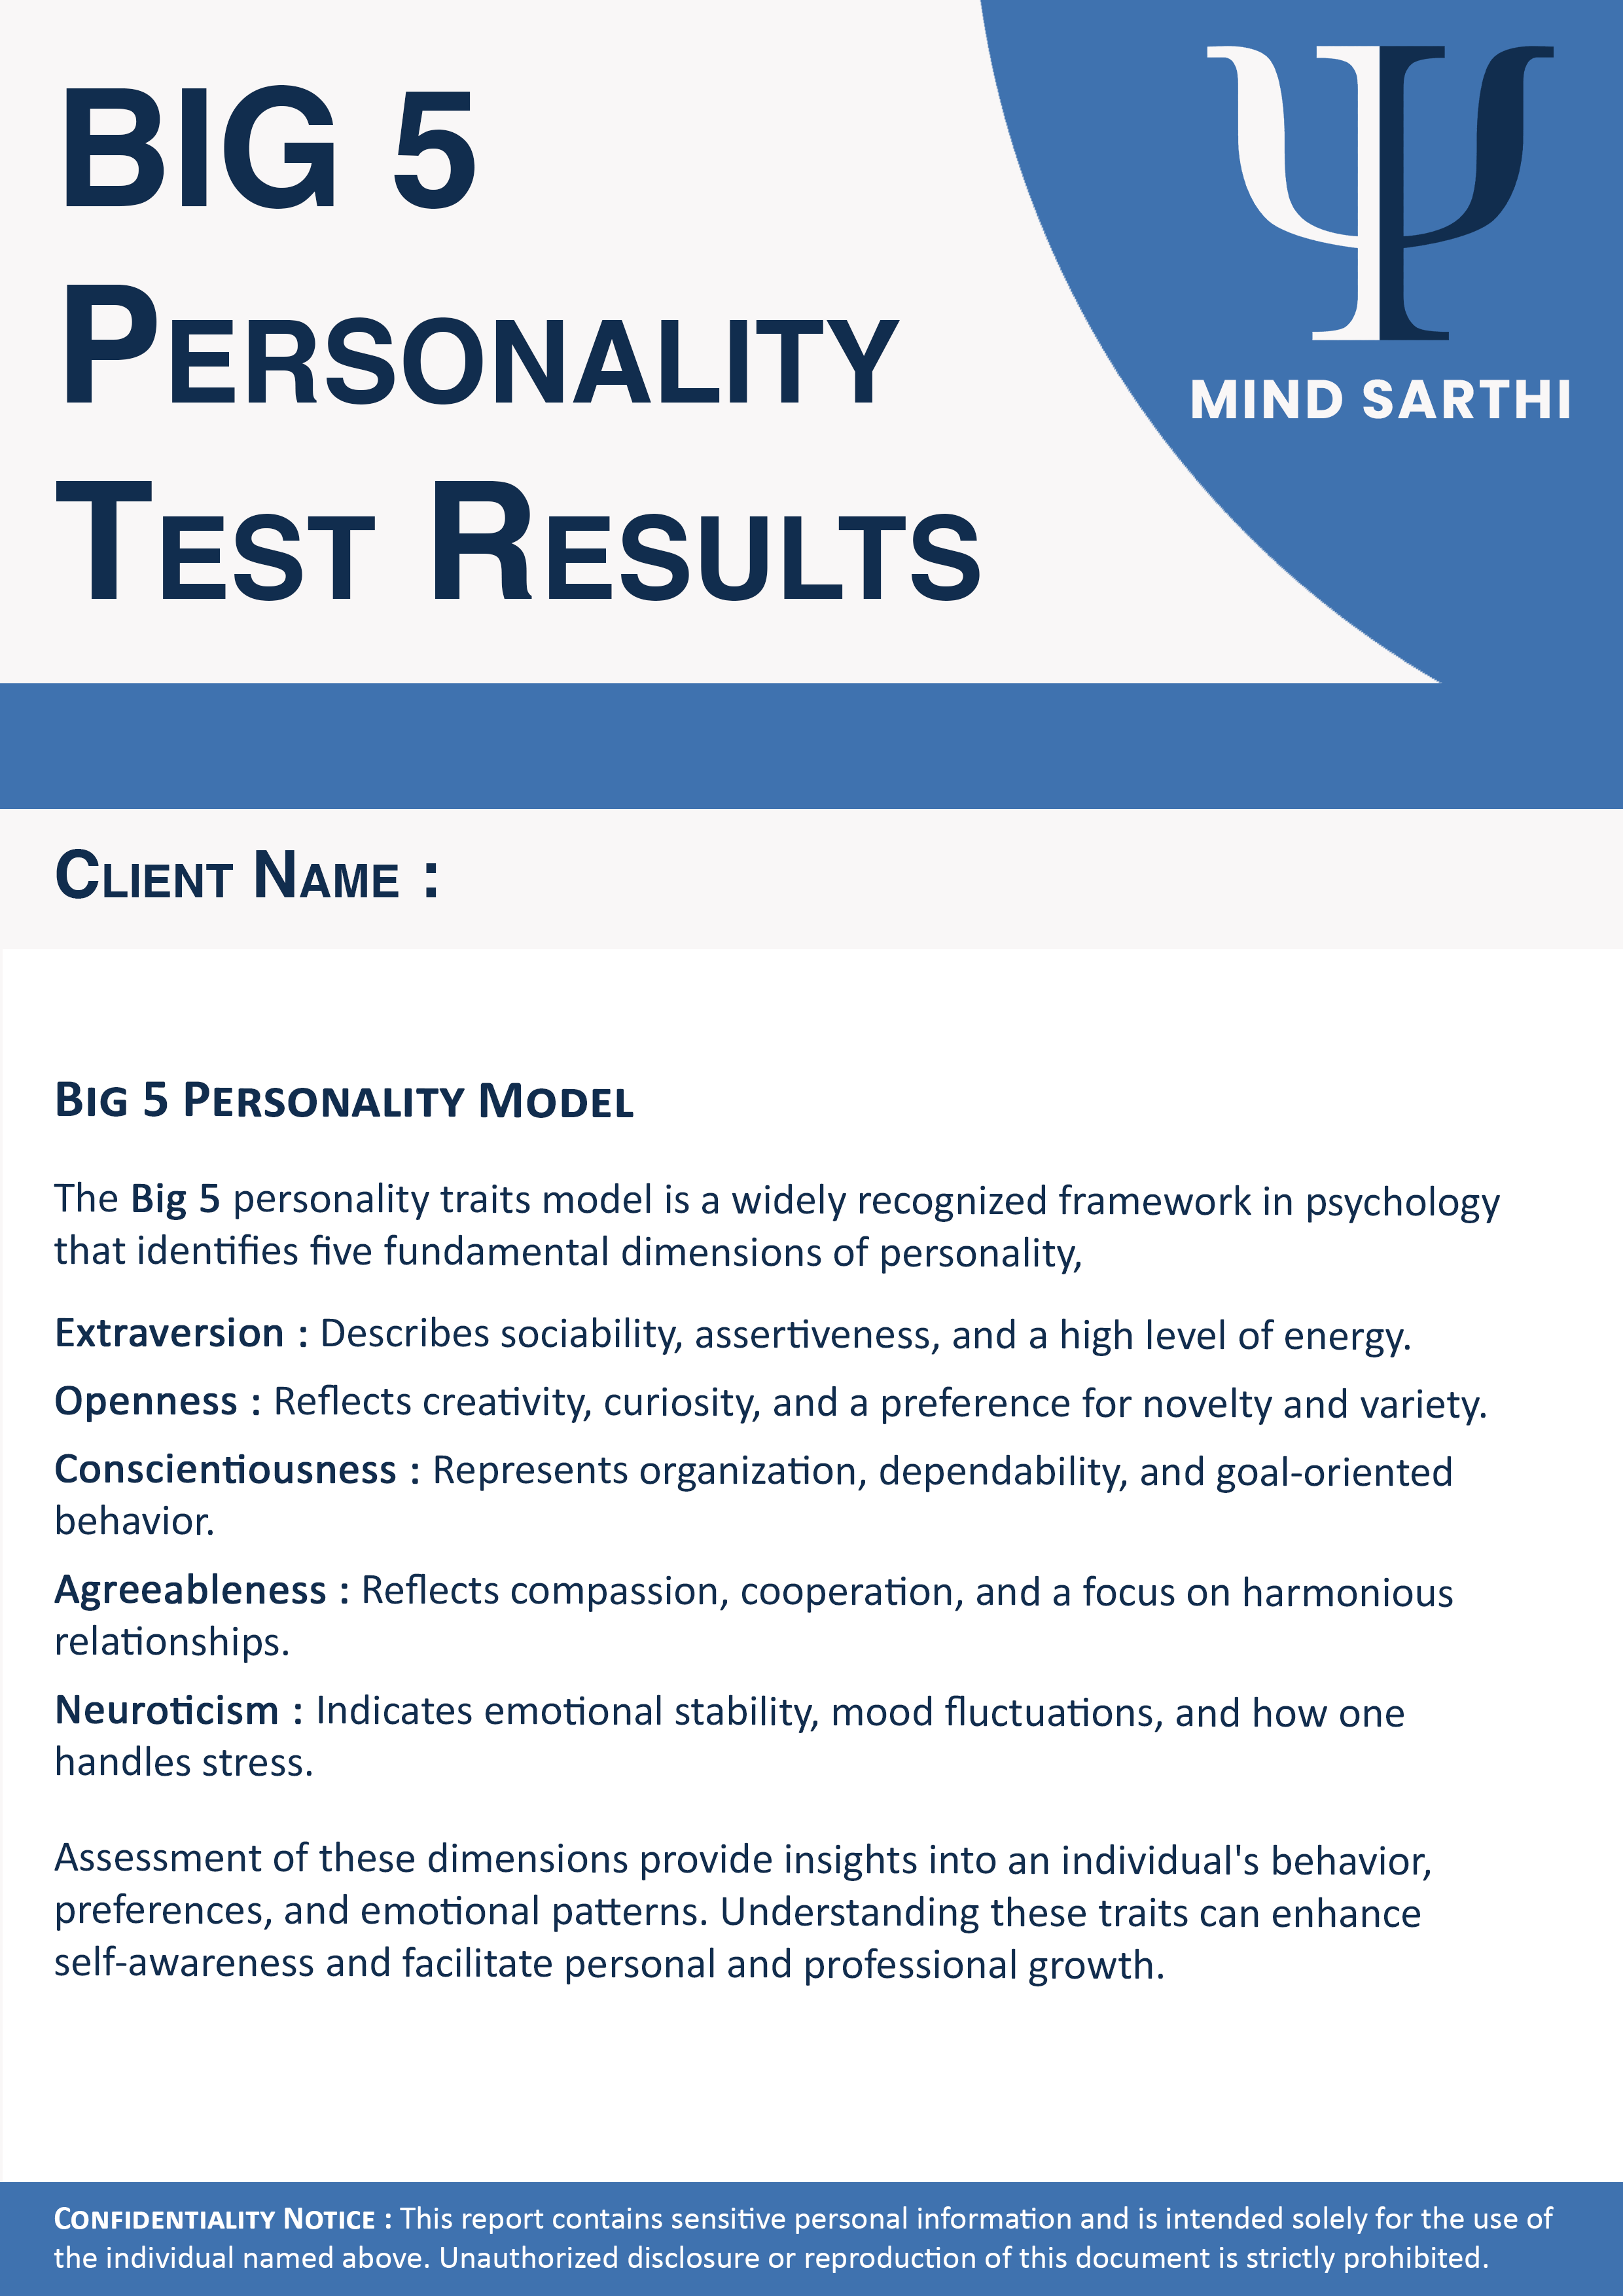 BIG 5
PERSONALITY
TEST RESULTS
Ψ
MIND SARTHI
CLIENT NAME :
BIG 5 PERSONALITY MODEL
The Big 5 personality traits model is a widely recognized framework in psychology
that identifies five fundamental dimensions of personality,
Extraversion : Describes sociability, assertiveness, and a high level of energy.
Openness : Reflects creativity, curiosity, and a preference for novelty and variety.
Conscientiousness : Represents organization, dependability, and goal-oriented
behavior.
Agreeableness : Reflects compassion, cooperation, and a focus on harmonious
relationships.
Neuroticism : Indicates emotional stability, mood fluctuations, and how one
handles stress.
Assessment of these dimensions provide insights into an individual's behavior,
preferences, and emotional patterns. Understanding these traits can enhance
self-awareness and facilitate personal and professional growth.
CONFIDENTIALITY NOTICE : This report contains sensitive personal information and is intended solely for the use of
the individual named above. Unauthorized disclosure or reproduction of this document is strictly prohibited.